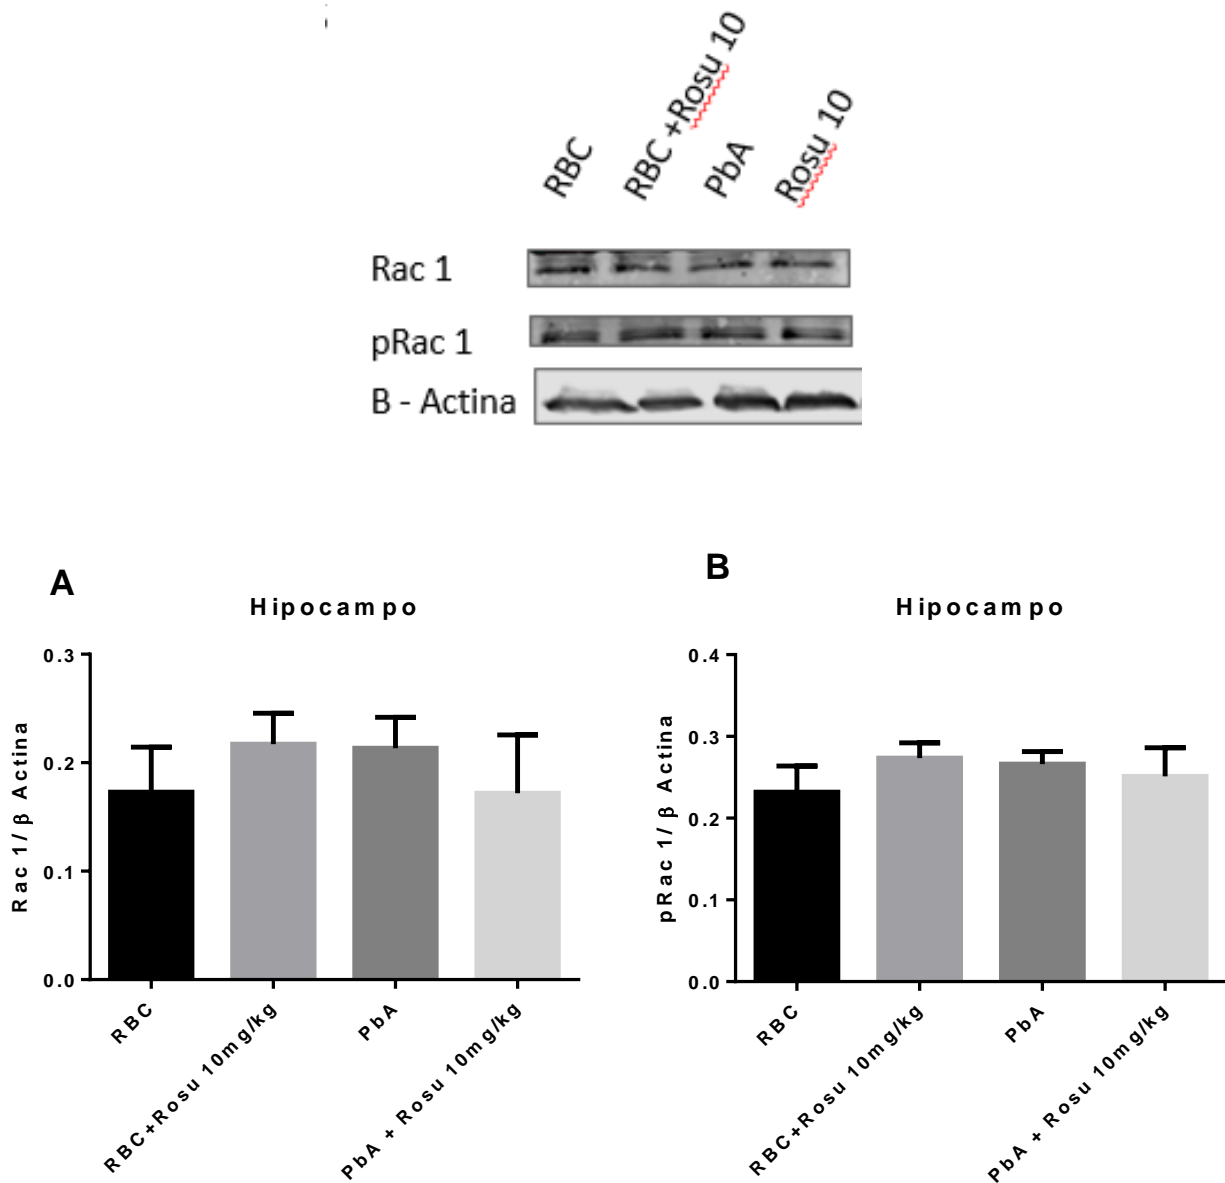 RBC
RBC +Rosu 10
PbA
Rosu 10
Rac 1
pRac 1
B - Actina
A
Hipocampo
0.3
0.2
0.1
0.0
Rac 1/ β Actina
RBC
RBC+Rosu 10mg/kg
PbA
PbA + Rosu 10mg/kg
B
Hipocampo
0.4
0.3
0.2
0.1
0.0
pRac 1/ β Actina
RBC
RBC+Rosu 10mg/kg
PbA
PbA + Rosu 10mg/kg